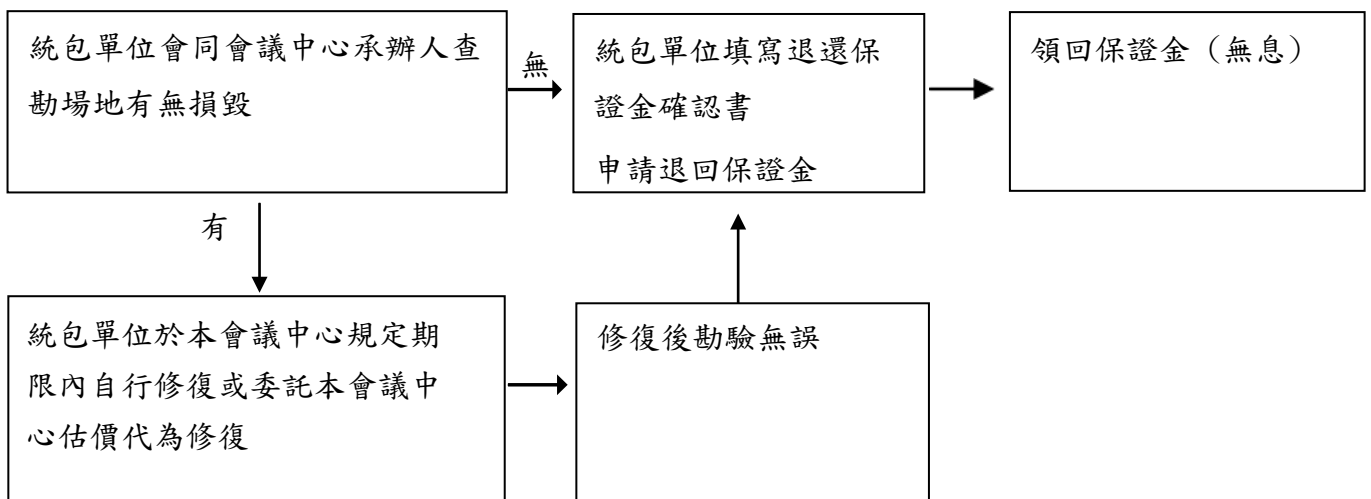 統包單位會同會議中心承辦人查
勘場地有無損毀
無
統包單位填寫退還保
證金確認書
申請退回保證金
領回保證金（無息）
有
統包單位於本會議中心規定期
限內自行修復或委託本會議中
心估價代為修復
修復後勘驗無誤